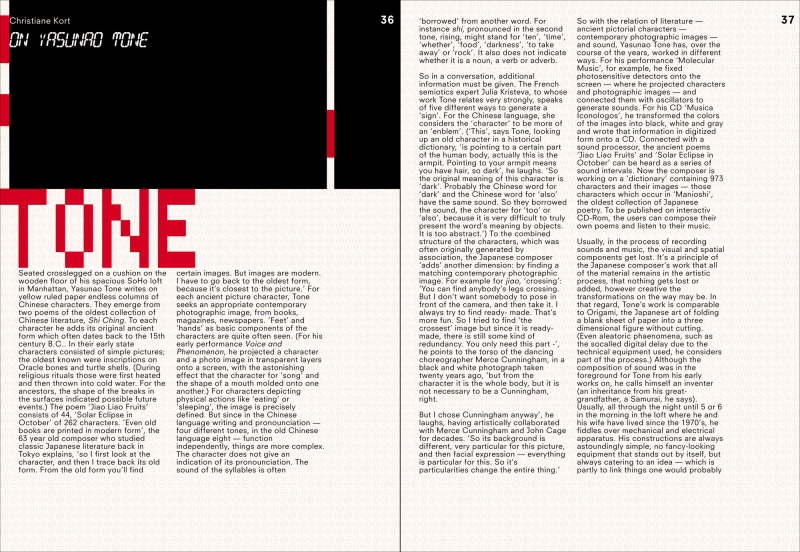 Christiane Kort
36
ON YASUNAO TONE
TONE
Seated crosslegged on a cushion on the
wooden floor of his spacious SoHo loft
in Manhattan, Yasunao Tone writes on
yellow ruled paper endless columns of
Chinese characters. They emerge from
two poems of the oldest collection of
Chinese literature, Shi Ching. To each
character he adds its original ancient
form which often dates back to the 15th
century B.C.. In their early state
characters consisted of simple pictures;
the oldest known were inscriptions on
Oracle bones and turtle shells. (During
religious rituals those were first heated
and then thrown into cold water. For the
ancestors, the shape of the breaks in
the surfaces indicated possible future
events.) The poem 'Jiao Liao Fruits'
consists of 44, 'Solar Eclipse in
October' of 262 characters. 'Even old
books are printed in modern form', the
63 year old composer who studied
classic Japanese literature back in
Tokyo explains, 'so I first look at the
character, and then I trace back its old
form. From the old form you'll find
certain images. But images are modern.
I have to go back to the oldest form,
because it's closest to the picture.' For
each ancient picture character, Tone
seeks an appropriate contemporary
photographic image, from books,
magazines, newspapers. 'Feet' and
'hands' as basic components of the
characters are quite often seen. (For his
early performance Voice and
Phenomenan, he projected a character
and a photo image in transparent layers
onto a screen, with the astonishing
effect that the character for 'song' and
the shape of a mouth molded onto one
another.) For characters depicting
physical actions like 'eating' or
'sleeping', the image is precisely
defined. But since in the Chinese
language writing and pronunciation —
four different tones, in the old Chinese
language eight — function
independently, things are more complex.
The character does not give an
indication of its pronounciation. The
sound of the syllables is often
'borrowed' from another word. For
instance shi, pronounced in the second
tone, rising, might stand for 'ten', 'time',
'whether', 'food', 'darkness', 'to take
away' or 'rock'. It also does not indicate
whether it is a noun, a verb or adverb.
So in a conversation, additional
information must be given. The French
semiotics expert Julia Kristeva, to whose
work Tone relates very strongly, speaks
of five different ways to generate a
'sign'. For the Chinese language, she
considers the 'character' to be more of
an 'enblem'. ('This', says Tone, looking
up an old character in a historical
dictionary, 'is pointing to a certain part
of the human body, actually this is the
armpit. Pointing to your armpit means
you have hair, so dark', he laughs. 'So
the original meaning of this character is
'dark'. Probably the Chinese word for
'dark' and the Chinese word for 'also'
have the same sound. So they borrowed
the sound, the character for 'too' or
'also', because it is very difficult to truly
present the word's meaning by objects.
It is too abstract.') To the combined
structure of the characters, which was
often originally generated by
association, the Japanese composer
'adds' another dimension: by finding a
matching contemporary photographic
image. For example for jiao, 'crossing':
'You can find anybody's legs crossing.
But I don't want somebody to pose in
front of the camera, and then take it. I
always try to find ready- made. That's
more fun. So I tried to find 'the
crossest' image but since it is ready-
made, there is still some kind of
redundancy. You only need this part -',
he points to the torso of the dancing
choreographer Merce Cunningham, in a
black and white photograph taken
twenty years ago, 'but from the
character it is the whole body, but it is
not necessary to be a Cunningham,
right.
But I chose Cunningham anyway', he
laughs, having artistically collaborated
with Merce Cunningham and John Cage
for decades. 'So its background is
different, very particular for this picture,
and then facial expression — everything
is particular for this. So it's
particularities change the entire thing.'
37
So with the relation of literature —
ancient pictorial characters —
contemporary photographic images —
and sound, Yasunao Tone has, over the
course of the years, worked in different
ways. For his performance 'Molecular
Music', for example, he fixed
photosensitive detectors onto the
screen — where he projected characters
and photographic images — and
connected them with oscillators to
generate sounds. For his CD 'Musica
Iconologos', he transformed the colors
of the images into black, white and gray
and wrote that information in digitized
form onto a CD. Connected with a
sound processor, the ancient poems
'Jiao Liao Fruits' and 'Solar Eclipse in
October' can be heard as a series of
sound intervals. Now the composer is
working on a 'dictionary' containing 973
characters and their images — those
characters which occur in 'Manioshi',
the oldest collection of Japanese
poetry. To be published on interactiv
CD-Rom, the users can compose their
own poems and listen to their music.
Usually, in the process of recording
sounds and music, the visual and spatial
components get lost. It's a principle of
the Japanese composer's work that all
of the material remains in the artistic
process, that nothing gets lost or
added, however creative the
transformations on the way may be. In
that regard, Tone's work is comparable
to Origami, the Japanese art of folding
a blank sheet of paper into a three
dimensional figure without cutting.
(Even aleatoric phaenomena, such as
the socalled digital delay due to the
technical equipment used, he considers
part of the process.) Although the
composition of sound was in the
foreground for Tone from his early
works on, he calls himself an inventer
(an inheritance from his great-
grandfather, a Samurai, he says).
Usually, all through the night until 5 or 6
in the morning in the loft where he and
his wife have lived since the 1970's, he
fiddles over mechanical and electrical
apparatus. His constructions are always
astoundingly simple, no fancy-looking
equipment that stands out by itself, but
always catering to an idea — which is
partly to link things one would probably